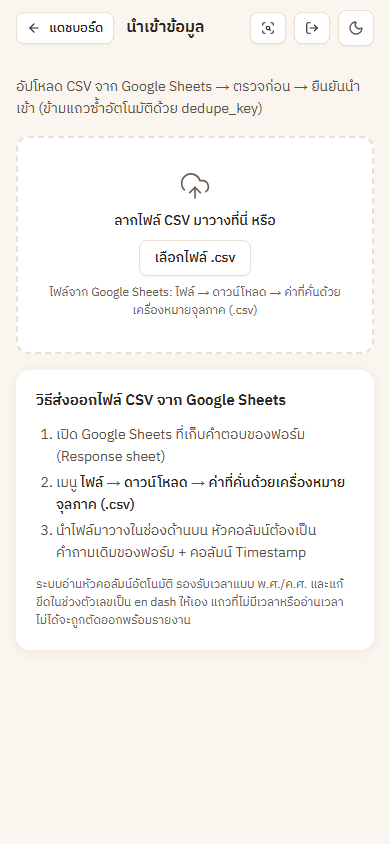 แดชบอร์ด
นำเข้าข้อมูล
อัปโหลด CSV จาก Google Sheets → ตรวจก่อน → ยืนยันนำ
เข้า (ข้ามแถวซ้ำอัตโนมัติด้วย dedupe_key)
ลากไฟล์ CSV มาวางที่นี่ หรือ
เลือกไฟล์ .csv
ไฟล์จาก Google Sheets: ไฟล์ → ดาวน์โหลด → ค่าที่คั่นด้วย
เครื่องหมายจุลภาค (.csv)
วิธีส่งออกไฟล์ CSV จาก Google Sheets
1. เปิด Google Sheets ที่เก็บคำตอบของฟอร์ม
(Response sheet)
2. เมนู ไฟล์ → ดาวน์โหลด → ค่าที่คั่นด้วยเครื่องหมาย
จุลภาค (.csv)
3. นำไฟล์มาวางในช่องด้านบน หัวคอลัมน์ต้องเป็น
คำถามเดิมของฟอร์ม + คอลัมน์ Timestamp
ระบบอ่านหัวคอลัมน์อัตโนมัติ รองรับเวลาแบบ พ.ศ./ค.ศ. และแก้
ขีดในช่วงตัวเลขเป็น en dash ให้เอง แถวที่ไม่มีเวลาหรืออ่านเวลา
ไม่ได้จะถูกตัดออกพร้อมรายงาน